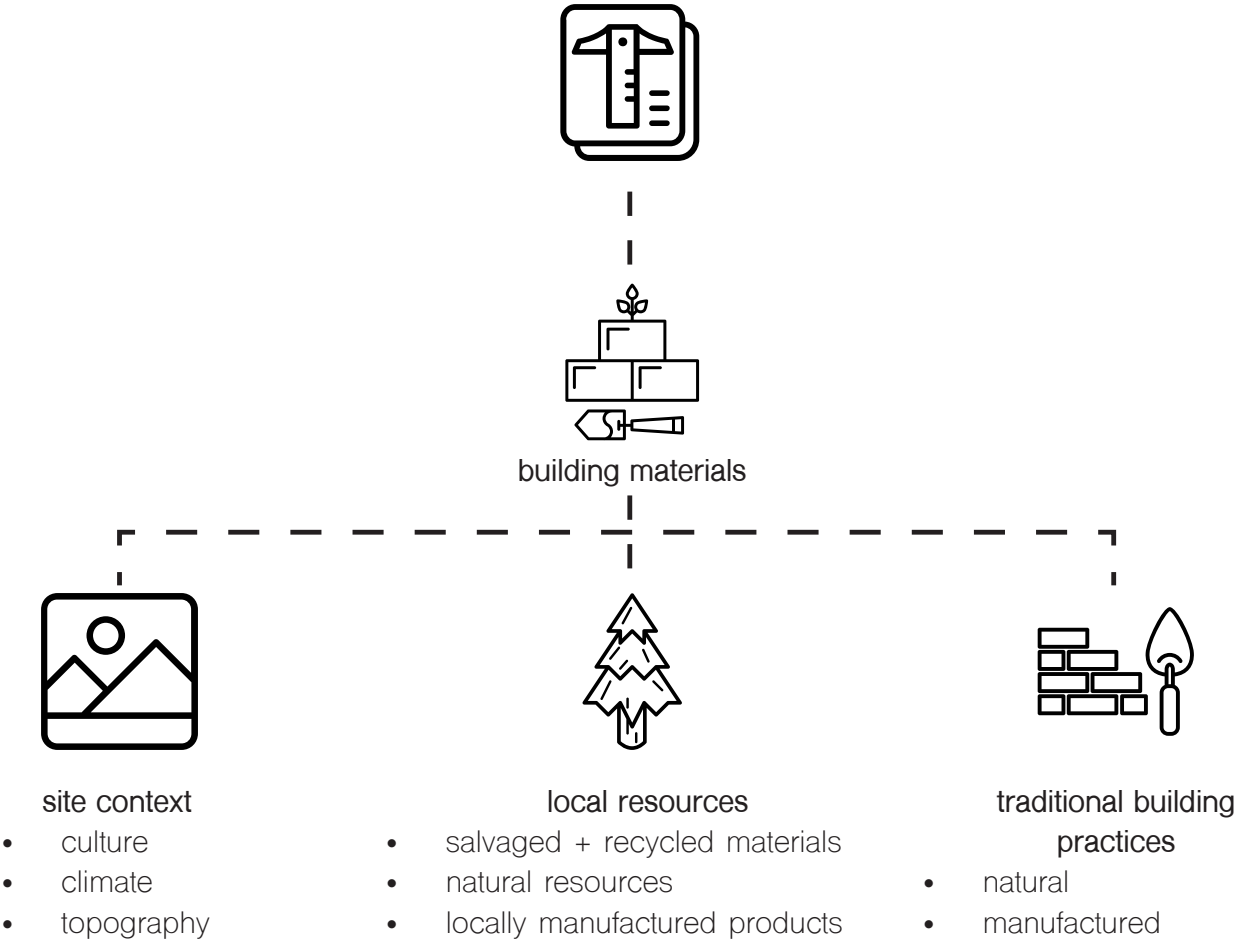 building materials
site context
• culture
• climate
• topography
local resources
• salvaged + recycled materials
• natural resources
• locally manufactured products
traditional building
practices
• natural
• manufactured